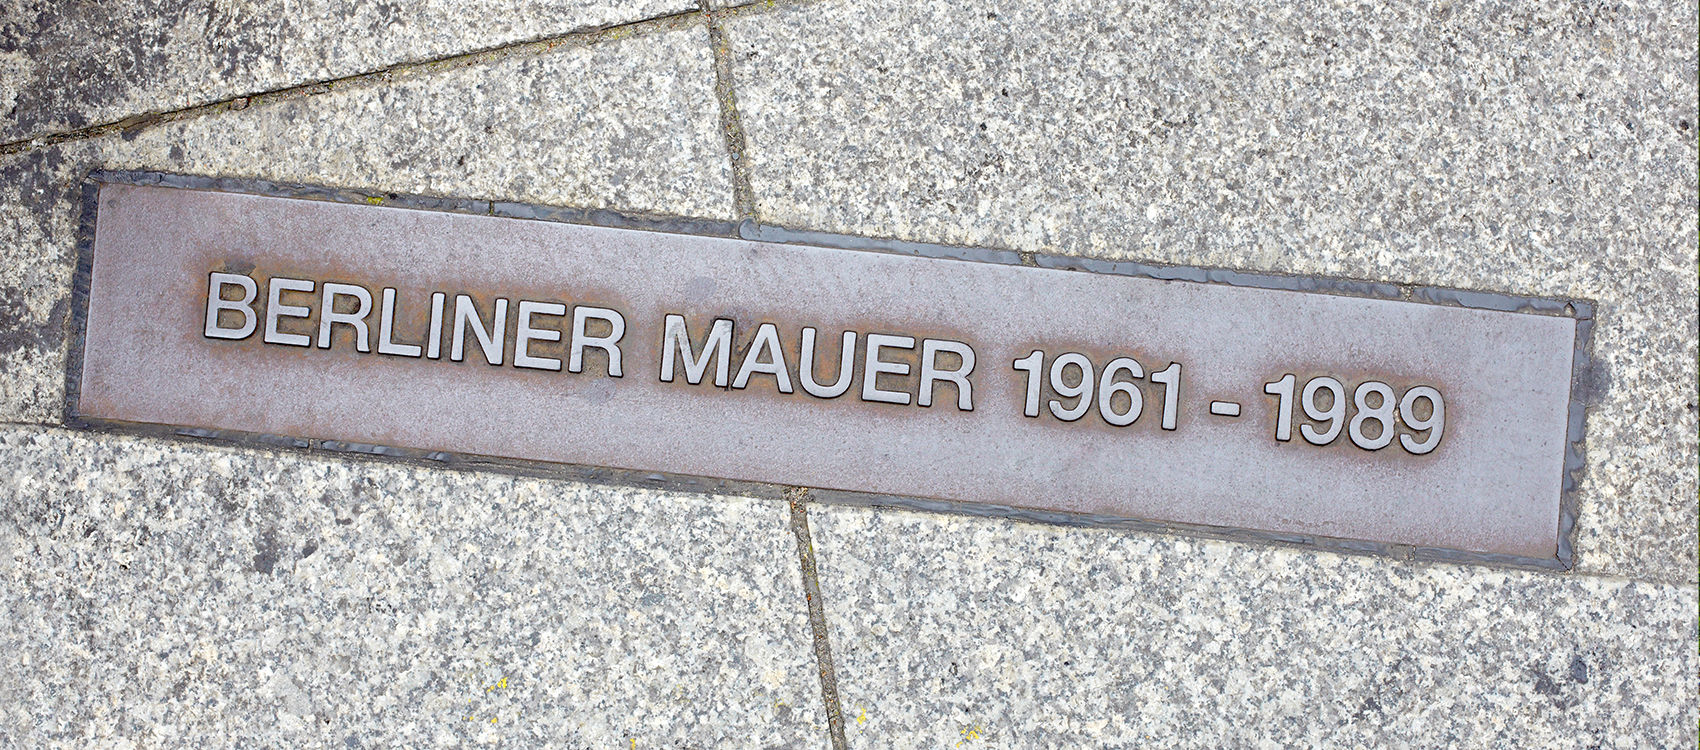 BERLINER MAUER 1961 - 1989